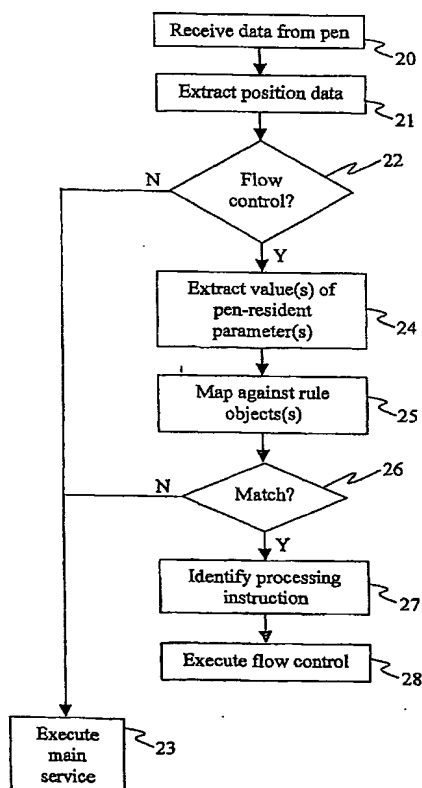 Receive data from pen
20
Extract position data
21
22
N
Flow
control?
Y
Extract value(s) of
pen-resident
parameter(s)
24
Map against rule
objects(s)
25
26
N
Match?
Y
Identify processing
instruction
27
Execute flow control
28
Execute
main
service
23